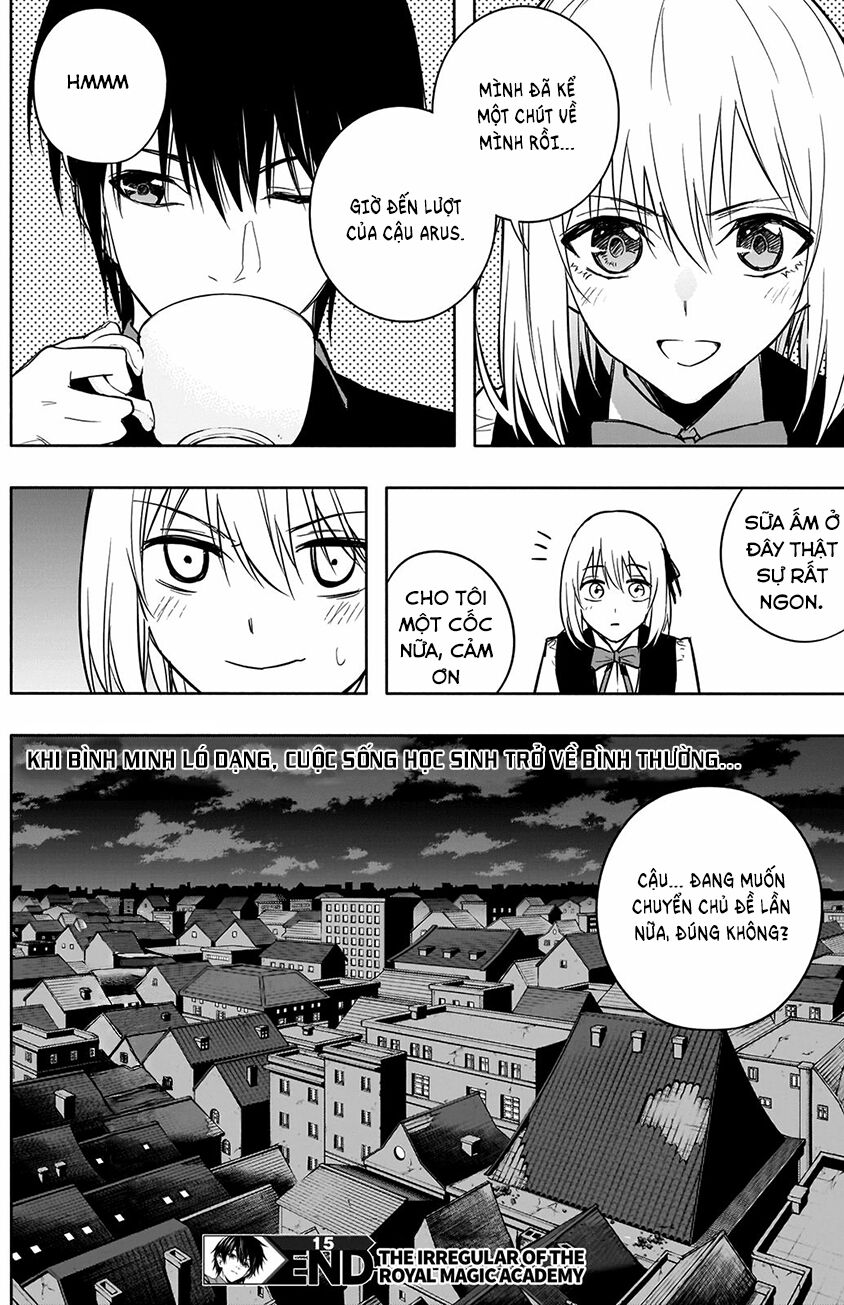 MÌNH ĐÃ KỂ
MỘT CHÚT VỀ
MÌNH RỒI...
GIỜ ĐẾN LƯỢT
CỦA CẬU ARUS.
HMMM
SỮA ẤM Ở
ĐÂY THẬT
SỰ RẤT
NGON.
CHO TÔI
MỘT CỐC
NỮA, CẢM
ƠN
KHI BÌNH MINH LÓ DẠNG, CUỘC SỐNG HỌC SINH TRỞ VỀ BÌNH THƯỜNG...
CẬU... ĐANG MUỐN
CHUYỂN CHỦ ĐỀ LẦN
NỮA, ĐÚNG KHÔNG?
15
END
THE IRREGULAR OF THE
ROYAL MAGIC ACADEMY